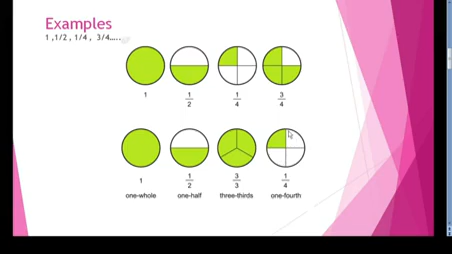 Examples
1 ,1/2 , 1/4 , 3/4…..
1 1/2 1/4 3/4
1 1/2 3/3 1/4
one-whole one-half three-thirds one-fourth